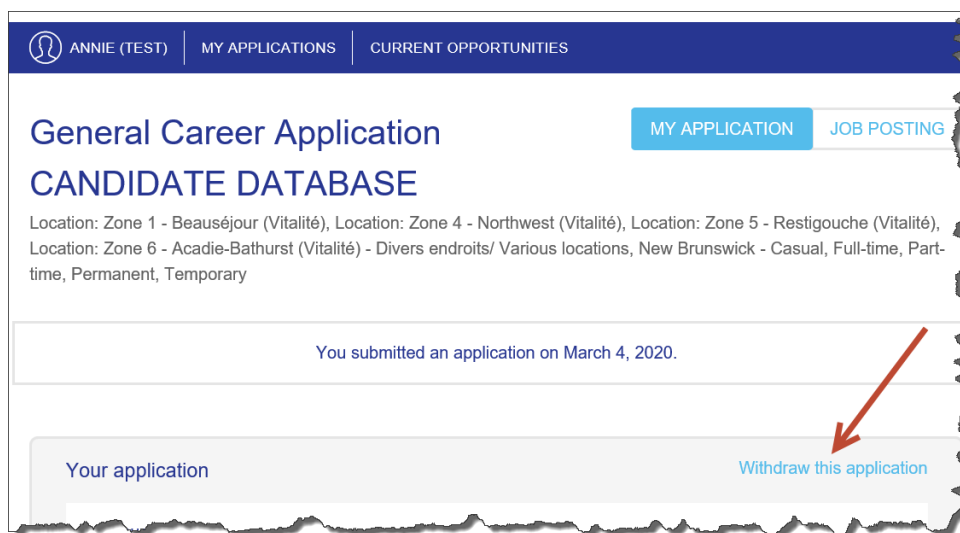 ANNIE (TEST) MY APPLICATIONS CURRENT OPPORTUNITIES
General Career Application
MY APPLICATION JOB POSTING
CANDIDATE DATABASE
Location: Zone 1 - Beauséjour (Vitalité), Location: Zone 4 - Northwest (Vitalité), Location: Zone 5 - Restigouche (Vitalité),
Location: Zone 6 - Acadie-Bathurst (Vitalité) - Divers endroits/ Various locations, New Brunswick - Casual, Full-time, Part-
time, Permanent, Temporary
You submitted an application on March 4, 2020.
Your application Withdraw this application